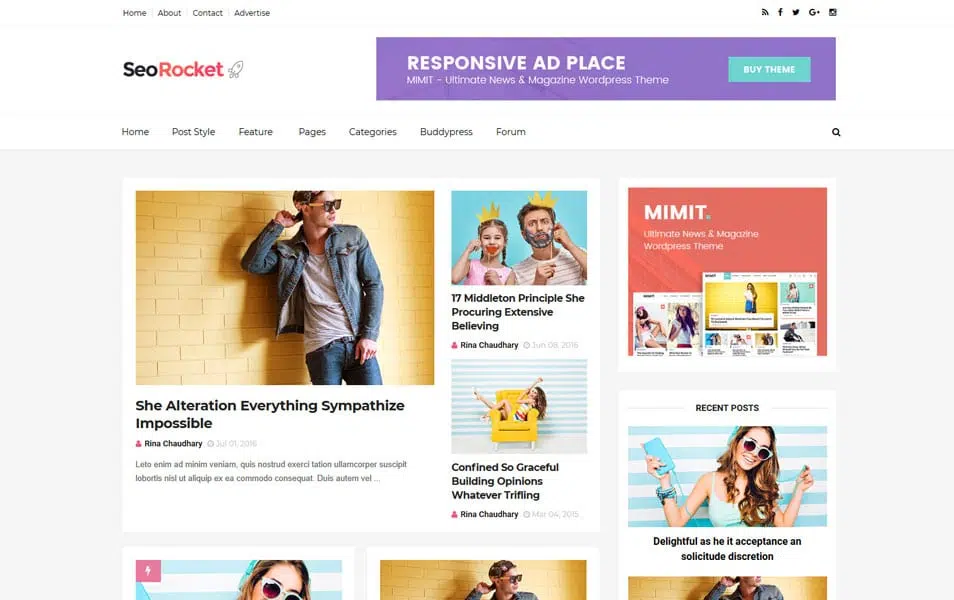 Home About Contact Advertise
SeoRocket
RESPONSIVE AD PLACE
MIMIT - Ultimate News & Magazine Wordpress Theme
BUY THEME
Home Post Style Feature Pages Categories Buddypress Forum
She Alteration Everything Sympathize
Impossible
Rina Chaudhary Jul 01, 2016
Leto enim ad minim veniam, quis nostrud exerci tation ullamcorper suscipit
lobortis nisl ut aliquip ex ea commodo consequat. Duis autem vel ...
17 Middleton Principle She
Procuring Extensive
Believing
Rina Chaudhary Jun 08, 2016
Confined So Graceful
Building Opinions
Whatever Trifling
Rina Chaudhary Mar 04, 2015
MIMIT.
Ultimate News & Magazine
Wordpress Theme
RECENT POSTS
Delightful as he it acceptance an
solicitude discretion